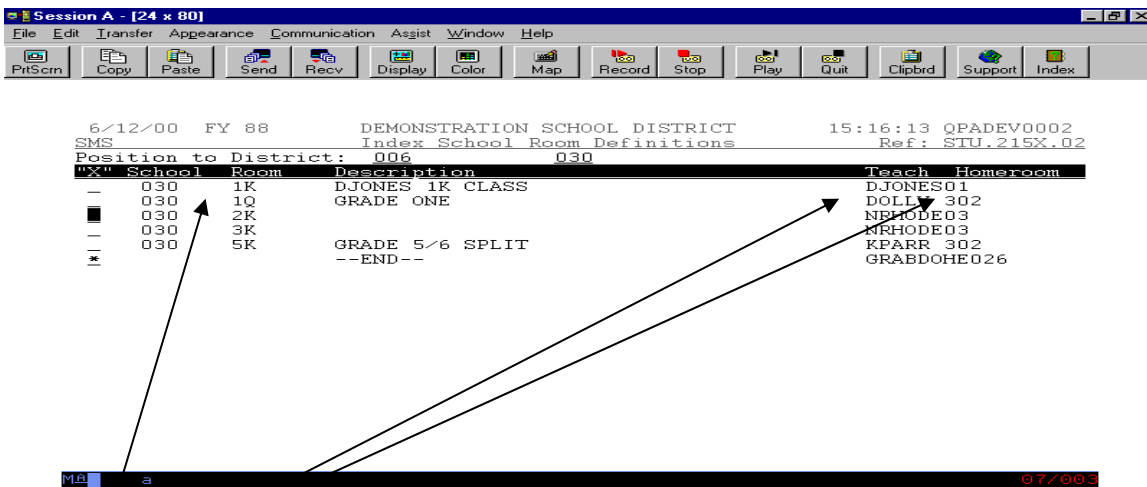 Session A - [24 x 80]
File Edit Transfer Appearance Communication Assist Window Help
PrtScrn Copy Paste Send Recv Display Color Map Record Stop Play Quit Clipbrd Support Index
6/12/00 FY 88 DEMONSTRATION SCHOOL DISTRICT 15:16:13 QPADEV0002
SMS Index School Room Definitions Ref: STU.215X.02
Position to District: 006 030
"X" School Room Description Teach Homeroom
_ 030 1K DJONES 1K CLASS DJONES01
_ 030 1Q GRADE ONE DOLLY 302
030 2K NRHODE03
_ 030 3K NRHODE03
_ 030 5K GRADE 5/6 SPLIT KPARR 302
* --END-- GRABDOHE026
MA a 07/003